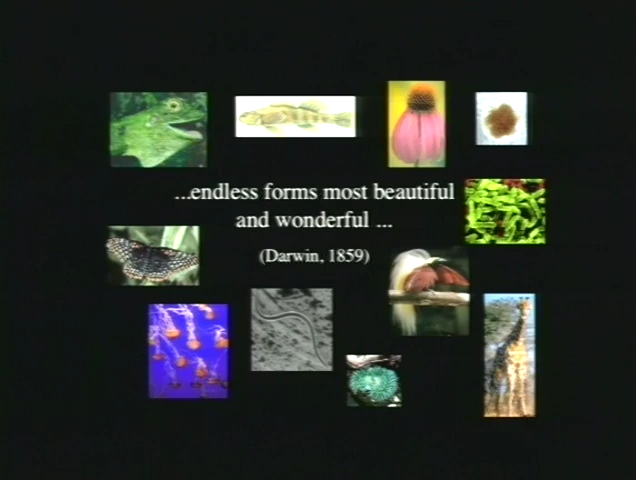 ...endless forms most beautiful
and wonderful ...
(Darwin, 1859)